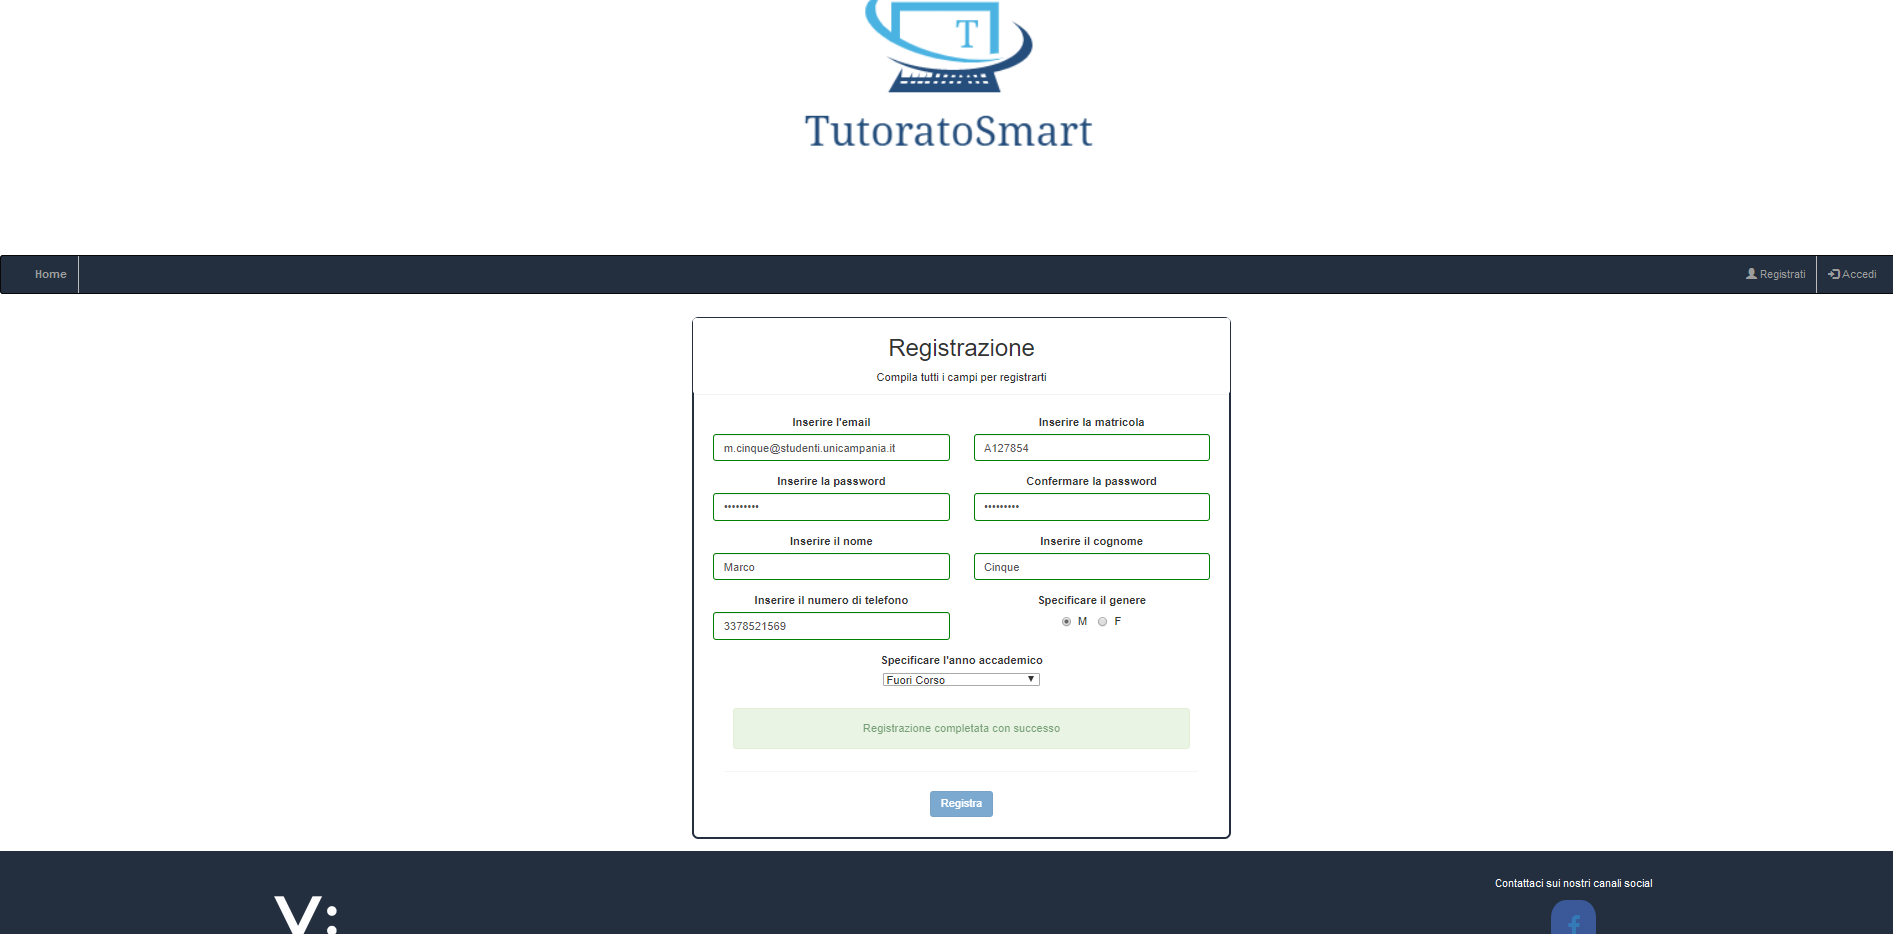 T
TutoratoSmart
Home
Registrati
Accedi
Registrazione
Compila tutti i campi per registrarti
Inserire l'email
Inserire la matricola
m.cinque@studenti.unicampania.it
A127854
Inserire la password
Confermare la password
•••••••••
•••••••••
Inserire il nome
Inserire il cognome
Marco
Cinque
Inserire il numero di telefono
Specificare il genere
3378521569
M
F
Specificare l'anno accademico
Fuori Corso
Registrazione completata con successo
Registra
Contattaci sui nostri canali social
V:
f